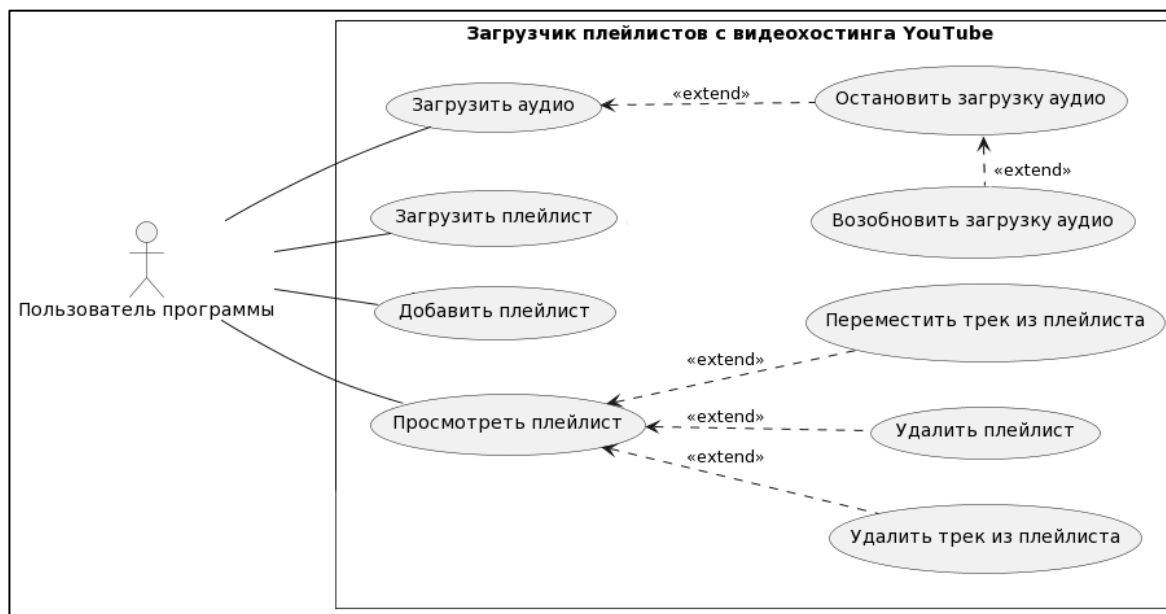 Загрузчик плейлистов с видеохостинга YouTube
Загрузить аудио
«extend»
Остановить загрузку аудио
«extend»
Загрузить плейлист
Возобновить загрузку аудио
Пользователь программы
Добавить плейлист
Переместить трек из плейлиста
«extend»
Просмотреть плейлист
«extend»
Удалить плейлист
«extend»
Удалить трек из плейлиста